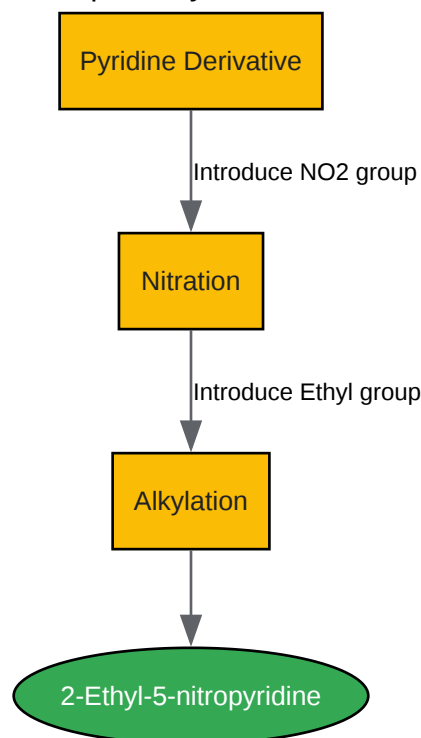 Pyridine Derivative
Introduce NO2 group
Nitration
Introduce Ethyl group
Alkylation
2-Ethyl-5-nitropyridine